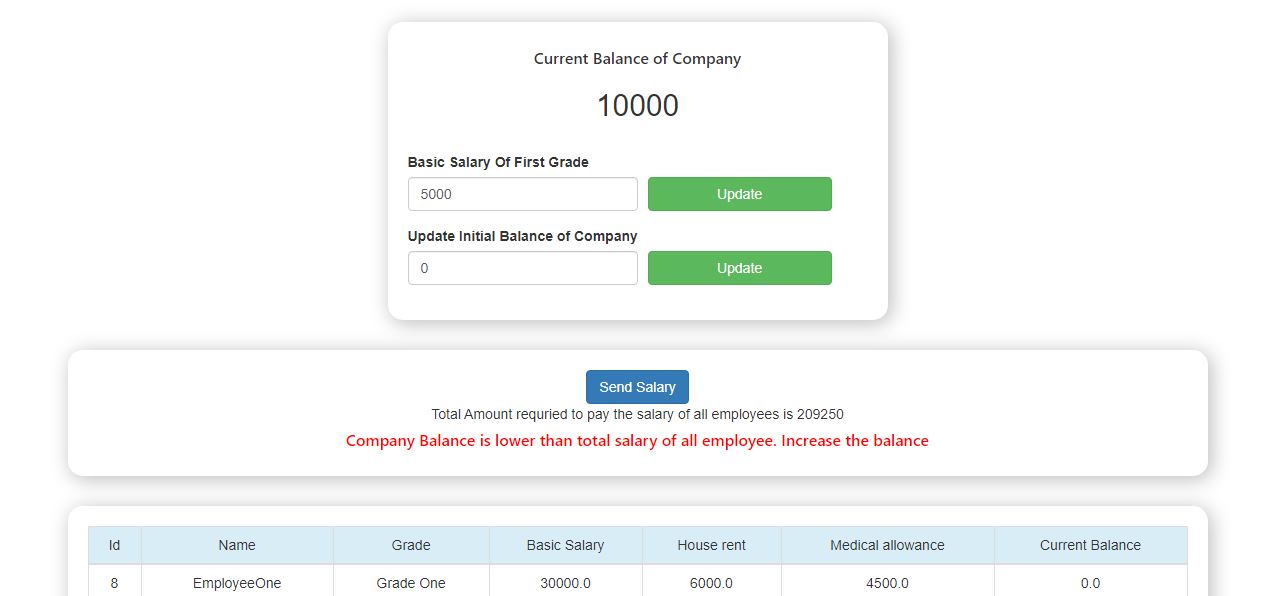 Current Balance of Company
10000
Basic Salary Of First Grade
5000 Update
Update Initial Balance of Company
0 Update
Send Salary
Total Amount requried to pay the salary of all employees is 209250
Company Balance is lower than total salary of all employee. Increase the balance
Id Name Grade Basic Salary House rent Medical allowance Current Balance
8 EmployeeOne Grade One 30000.0 6000.0 4500.0 0.0